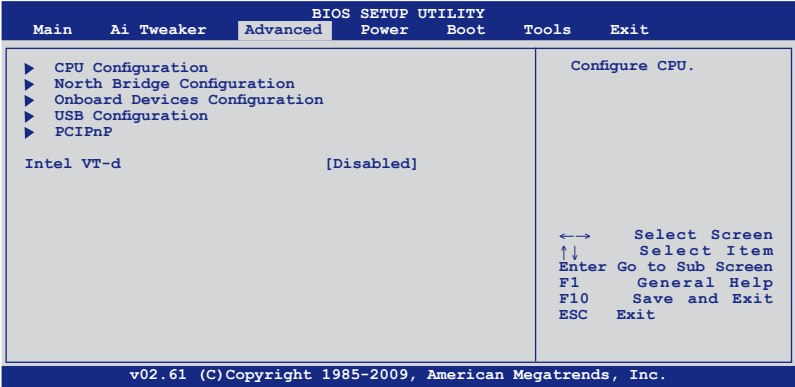 BIOS SETUP UTILITY
Main Ai Tweaker Advanced Power Boot Tools Exit
CPU Configuration
North Bridge Configuration
Onboard Devices Configuration
USB Configuration
PCIPnP
Intel VT-d [Disabled]
Configure CPU.
←→ Select Screen
↑↓ Select Item
Enter Go to Sub Screen
F1 General Help
F10 Save and Exit
ESC Exit
v02.61 (C)Copyright 1985-2009, American Megatrends, Inc.